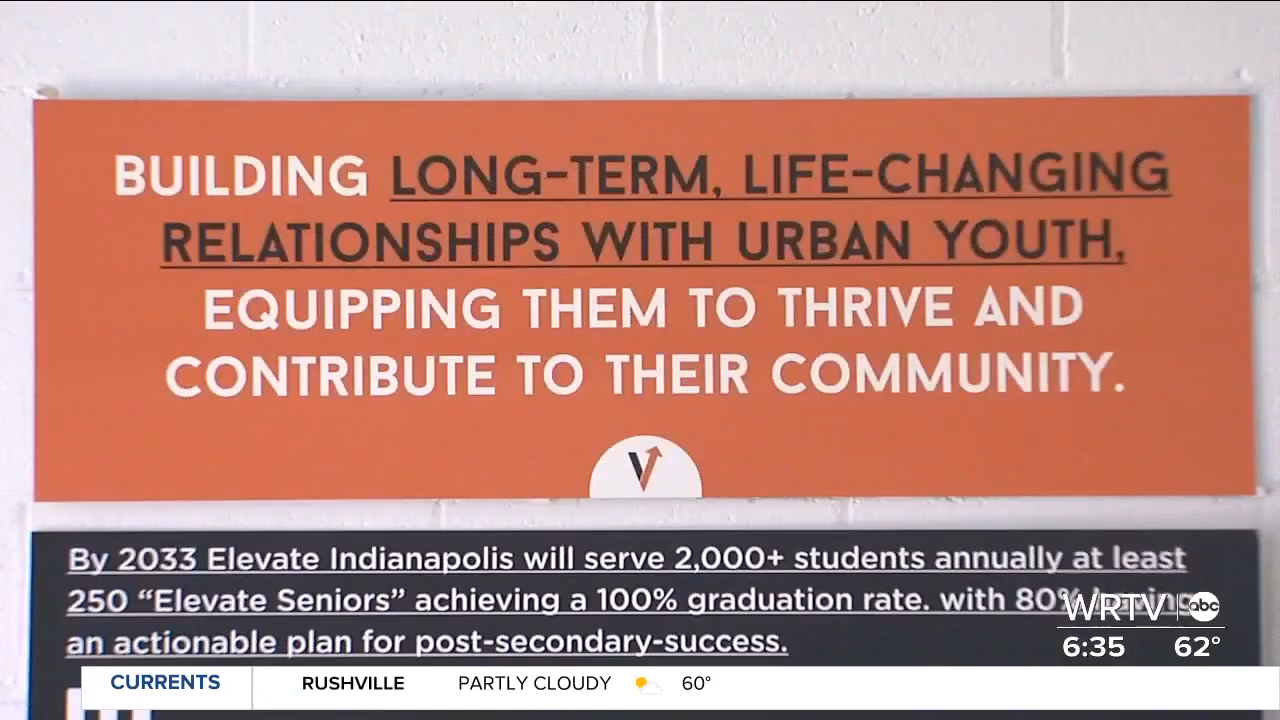 BUILDING LONG-TERM, LIFE-CHANGING
RELATIONSHIPS WITH URBAN YOUTH,
EQUIPPING THEM TO THRIVE AND
CONTRIBUTE TO THEIR COMMUNITY.
By 2033 Elevate Indianapolis will serve 2,000+ students annually at least
250 “Elevate Seniors” achieving a 100% graduation rate. with 80%
an actionable plan for post-secondary-success.
WRTV abc
6:35 62°
CURRENTS RUSHVILLE PARTLY CLOUDY 60°